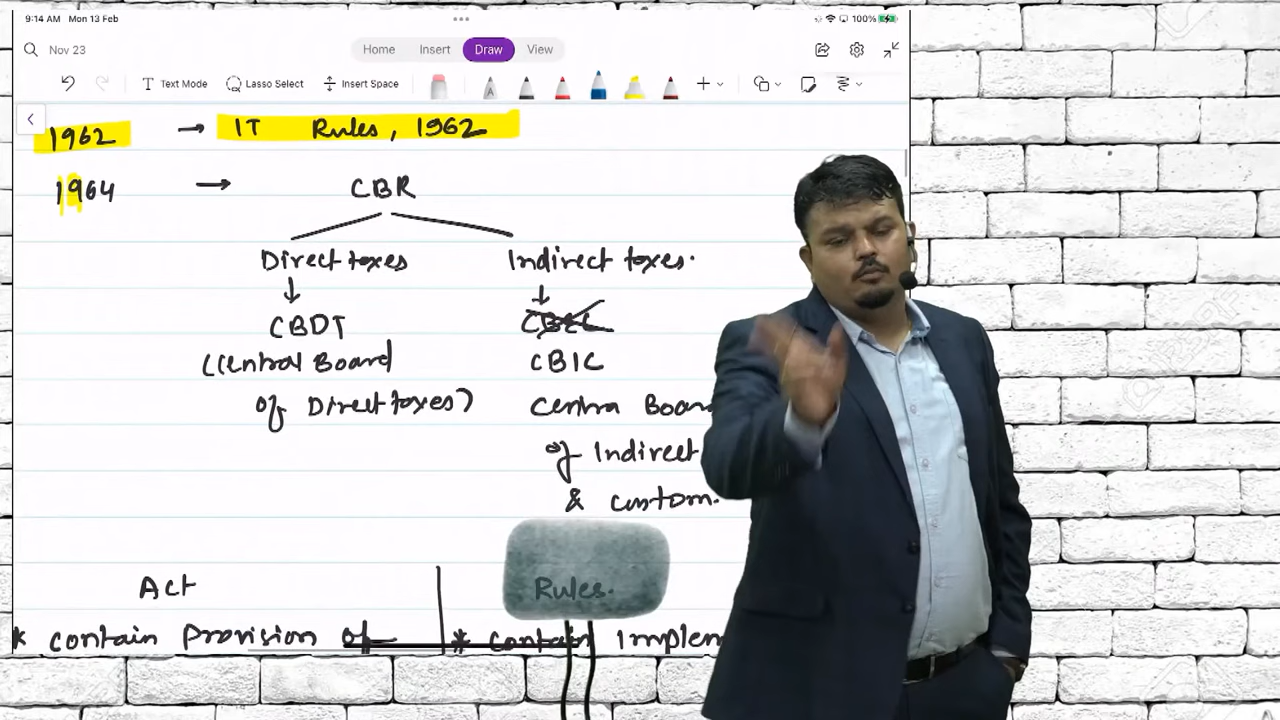 9:14 AM Mon 13 Feb
100%
Nov 23
Home Insert Draw View
Text Mode Lasso Select Insert Space
1962 → IT Rules, 1962
1964 → CBR
Direct taxes Indirect taxes.
CBDT CBEC
(Central Board CBIC
of Direct taxes) Centra Board
of Indirect
& custom.
Act Rules.
* contain Provision of * contain Implem